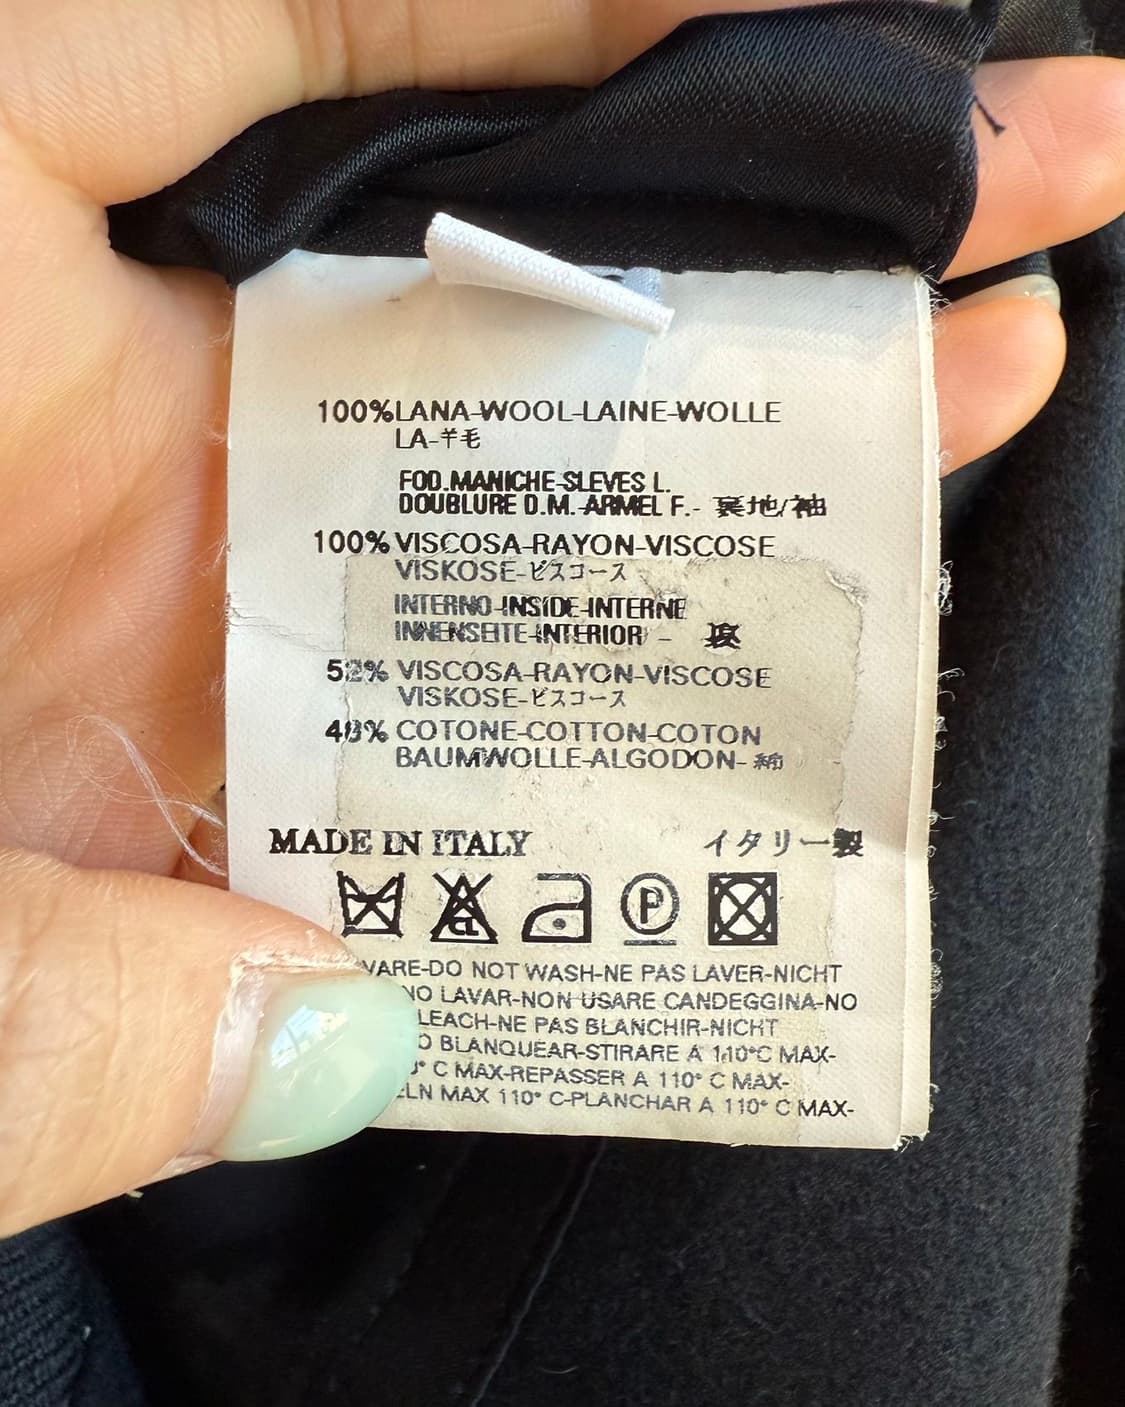 100% LANA-WOOL-LAINE-WOLLE
LA-羊毛
FOD.MANICHE-SLEVES L.
DOUBLURE D.M.-ARMEL F.- 裏地/袖
100% VISCOSA-RAYON-VISCOSE
VISKOSE-ビスコース
INTERNO-INSIDE-INTERNE
INNENSEITE-INTERIOR -
52% VISCOSA-RAYON-VISCOSE
VISKOSE-ビスコース
48% COTONE-COTTON-COTON
BAUMWOLLE-ALGODON-綿
MADE IN ITALY イタリー製
CL P
VARE-DO NOT WASH-NE PAS LAVER-NICHT
NO LAVAR-NON USARE CANDEGGINA-NO
LEACH-NE PAS BLANCHIR-NICHT
O BLANQUEAR-STIRARE A 110°C MAX-
° C MAX-REPASSER A 110° C MAX-
ELN MAX 110° C-PLANCHAR A 110° C MAX-